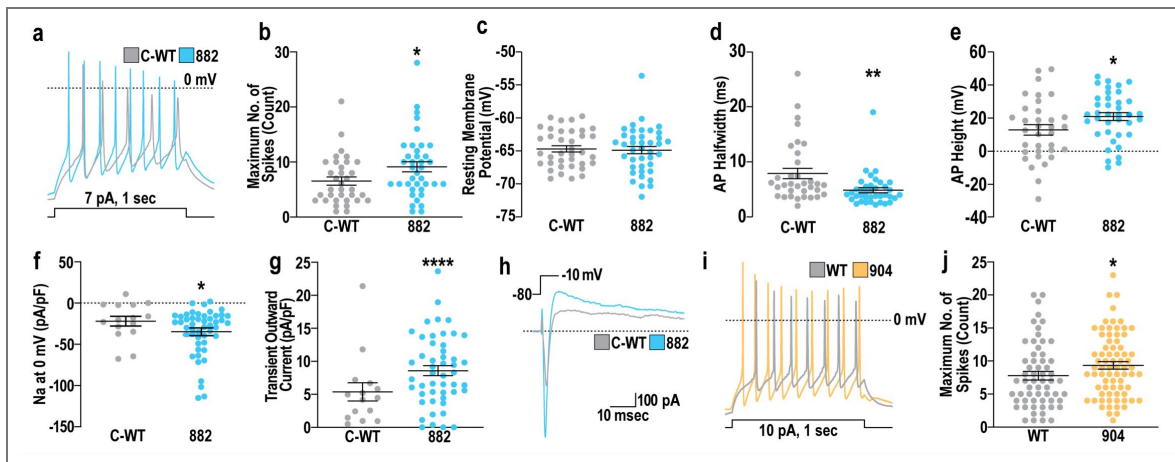 a
C-WT 882
0 mV
7 pA, 1 sec
b
Maximum No. of
Spikes (Count)
30
20
10
0
*
C-WT 882
c
Resting Membrane
Potential (mV)
-50
-55
-60
-65
-70
-75
C-WT 882
d
AP Halfwidth (ms)
30
20
10
0
**
C-WT 882
e
AP Height (mV)
60
40
20
0
-20
-40
*
C-WT 882
f
Na at 0 mV (pA/pF)
50
0
-50
-100
-150
*
C-WT 882
g
Transient Outward
Current (pA/pF)
25
20
15
10
5
0
****
C-WT 882
h
-10 mV
-80
C-WT 882
100 pA
10 msec
i
WT 904
0 mV
10 pA, 1 sec
j
Maximum No. of
Spikes (Count)
25
20
15
10
5
0
*
WT 904